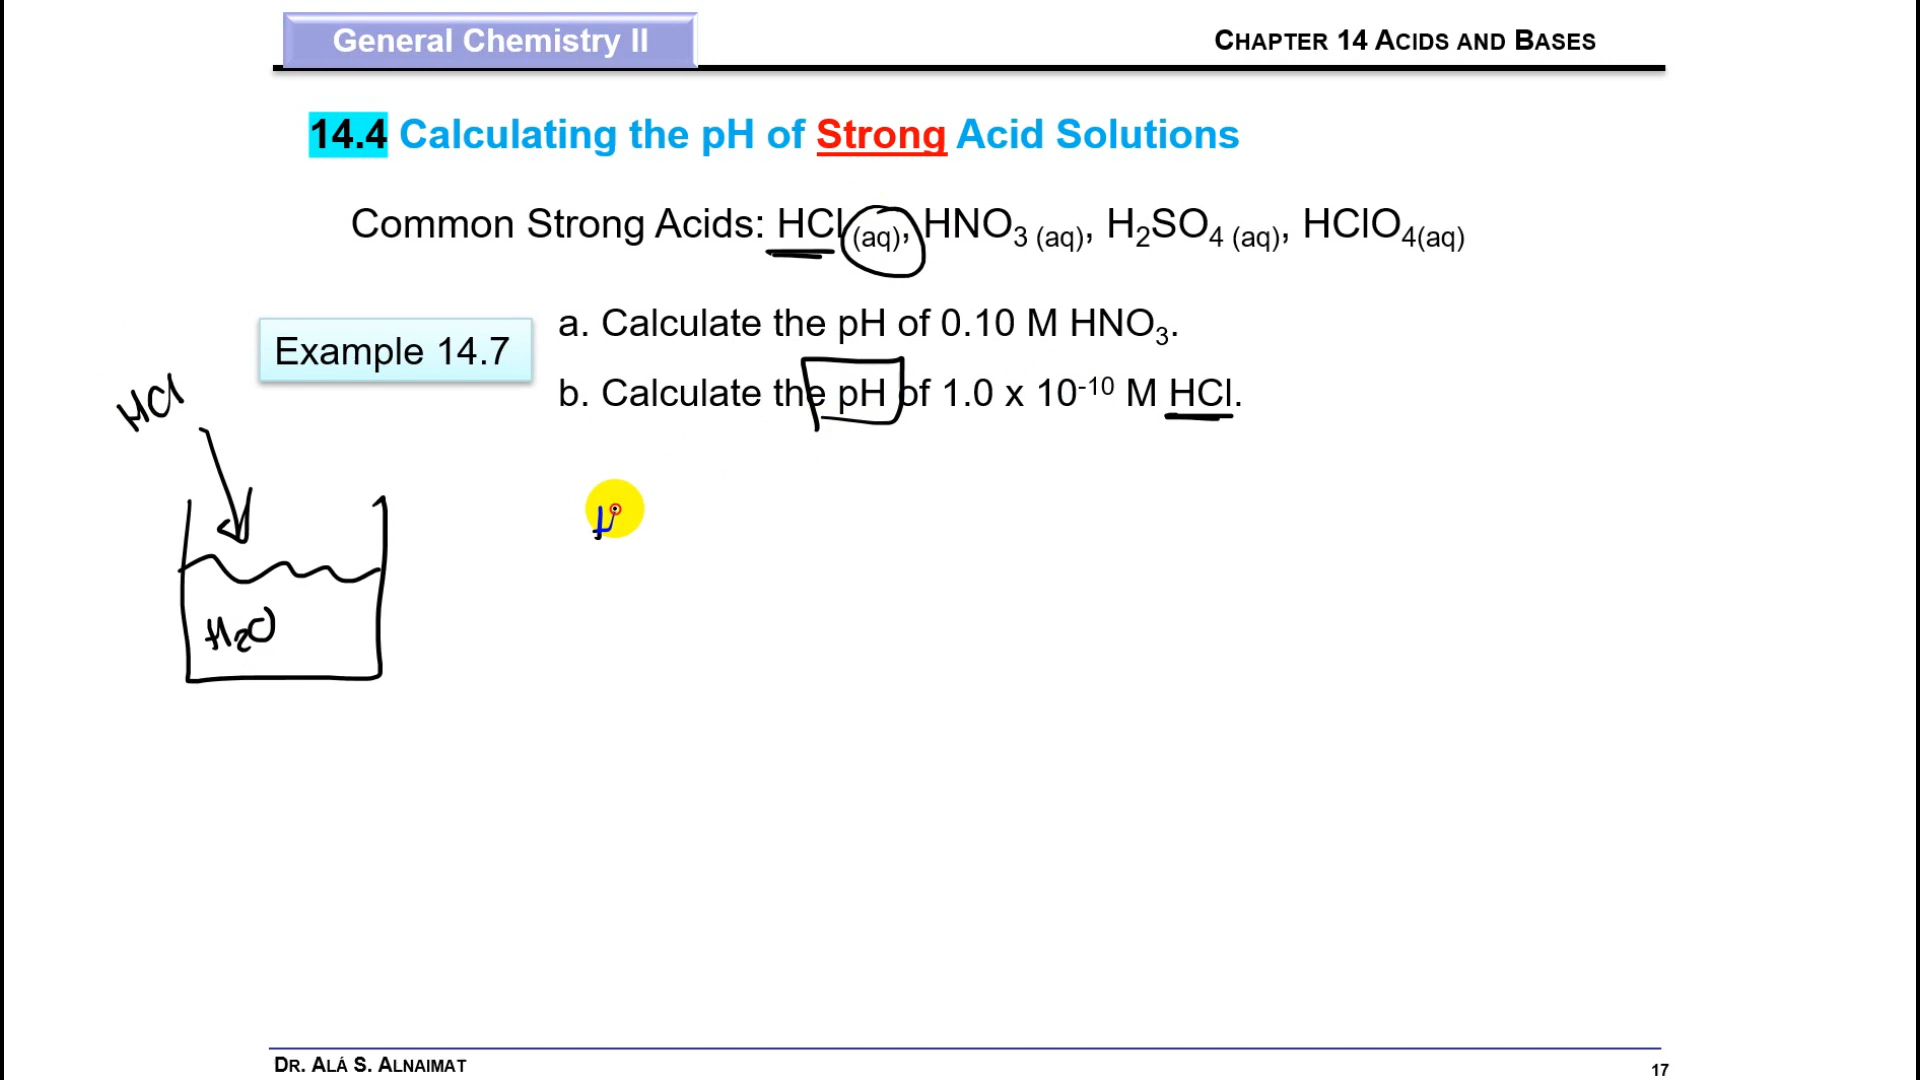 General Chemistry II
CHAPTER 14 ACIDS AND BASES
14.4 Calculating the pH of Strong Acid Solutions
Common Strong Acids: HCl (aq), HNO3 (aq), H2SO4 (aq), HClO4(aq)
Example 14.7
a. Calculate the pH of 0.10 M HNO3.
b. Calculate the pH of 1.0 x 10-10 M HCl.
HCl
H2O
DR. ALÁ S. ALNAIMAT
17